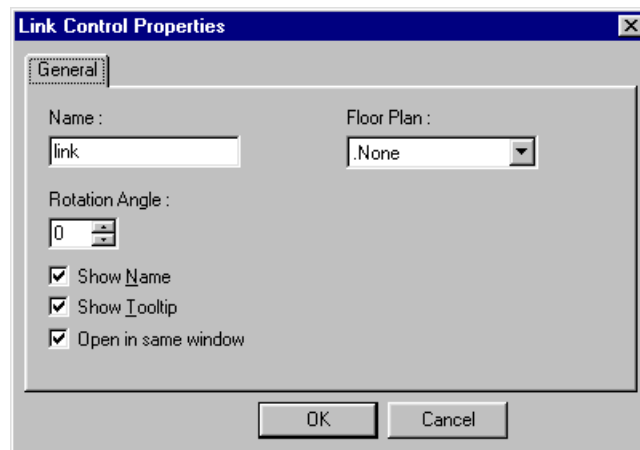 Link Control Properties
General
Name :
Floor Plan :
link
.None
Rotation Angle :
0
Show Name
Show Tooltip
Open in same window
OK
Cancel